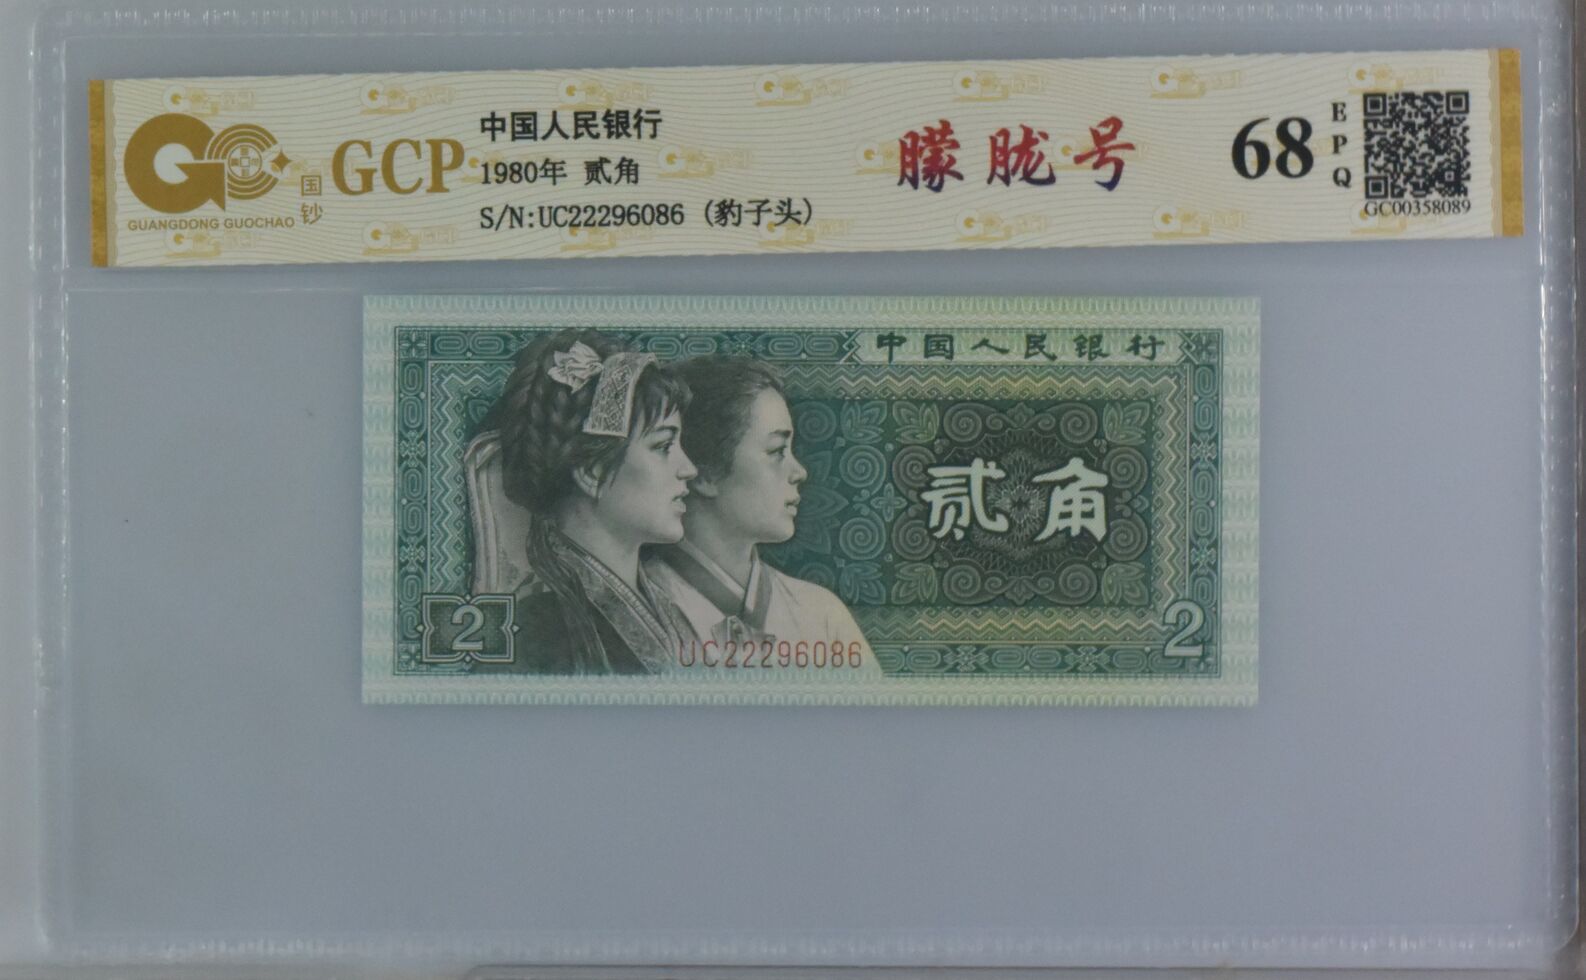 GCP
GUANGDONG GUOCHAO
国钞
中国人民银行
1980年 贰角
S/N:UC22296086 (豹子头)
朦胧号
68
EPQ
GC00358089
中国人民银行
贰角
2
2
UC22296086